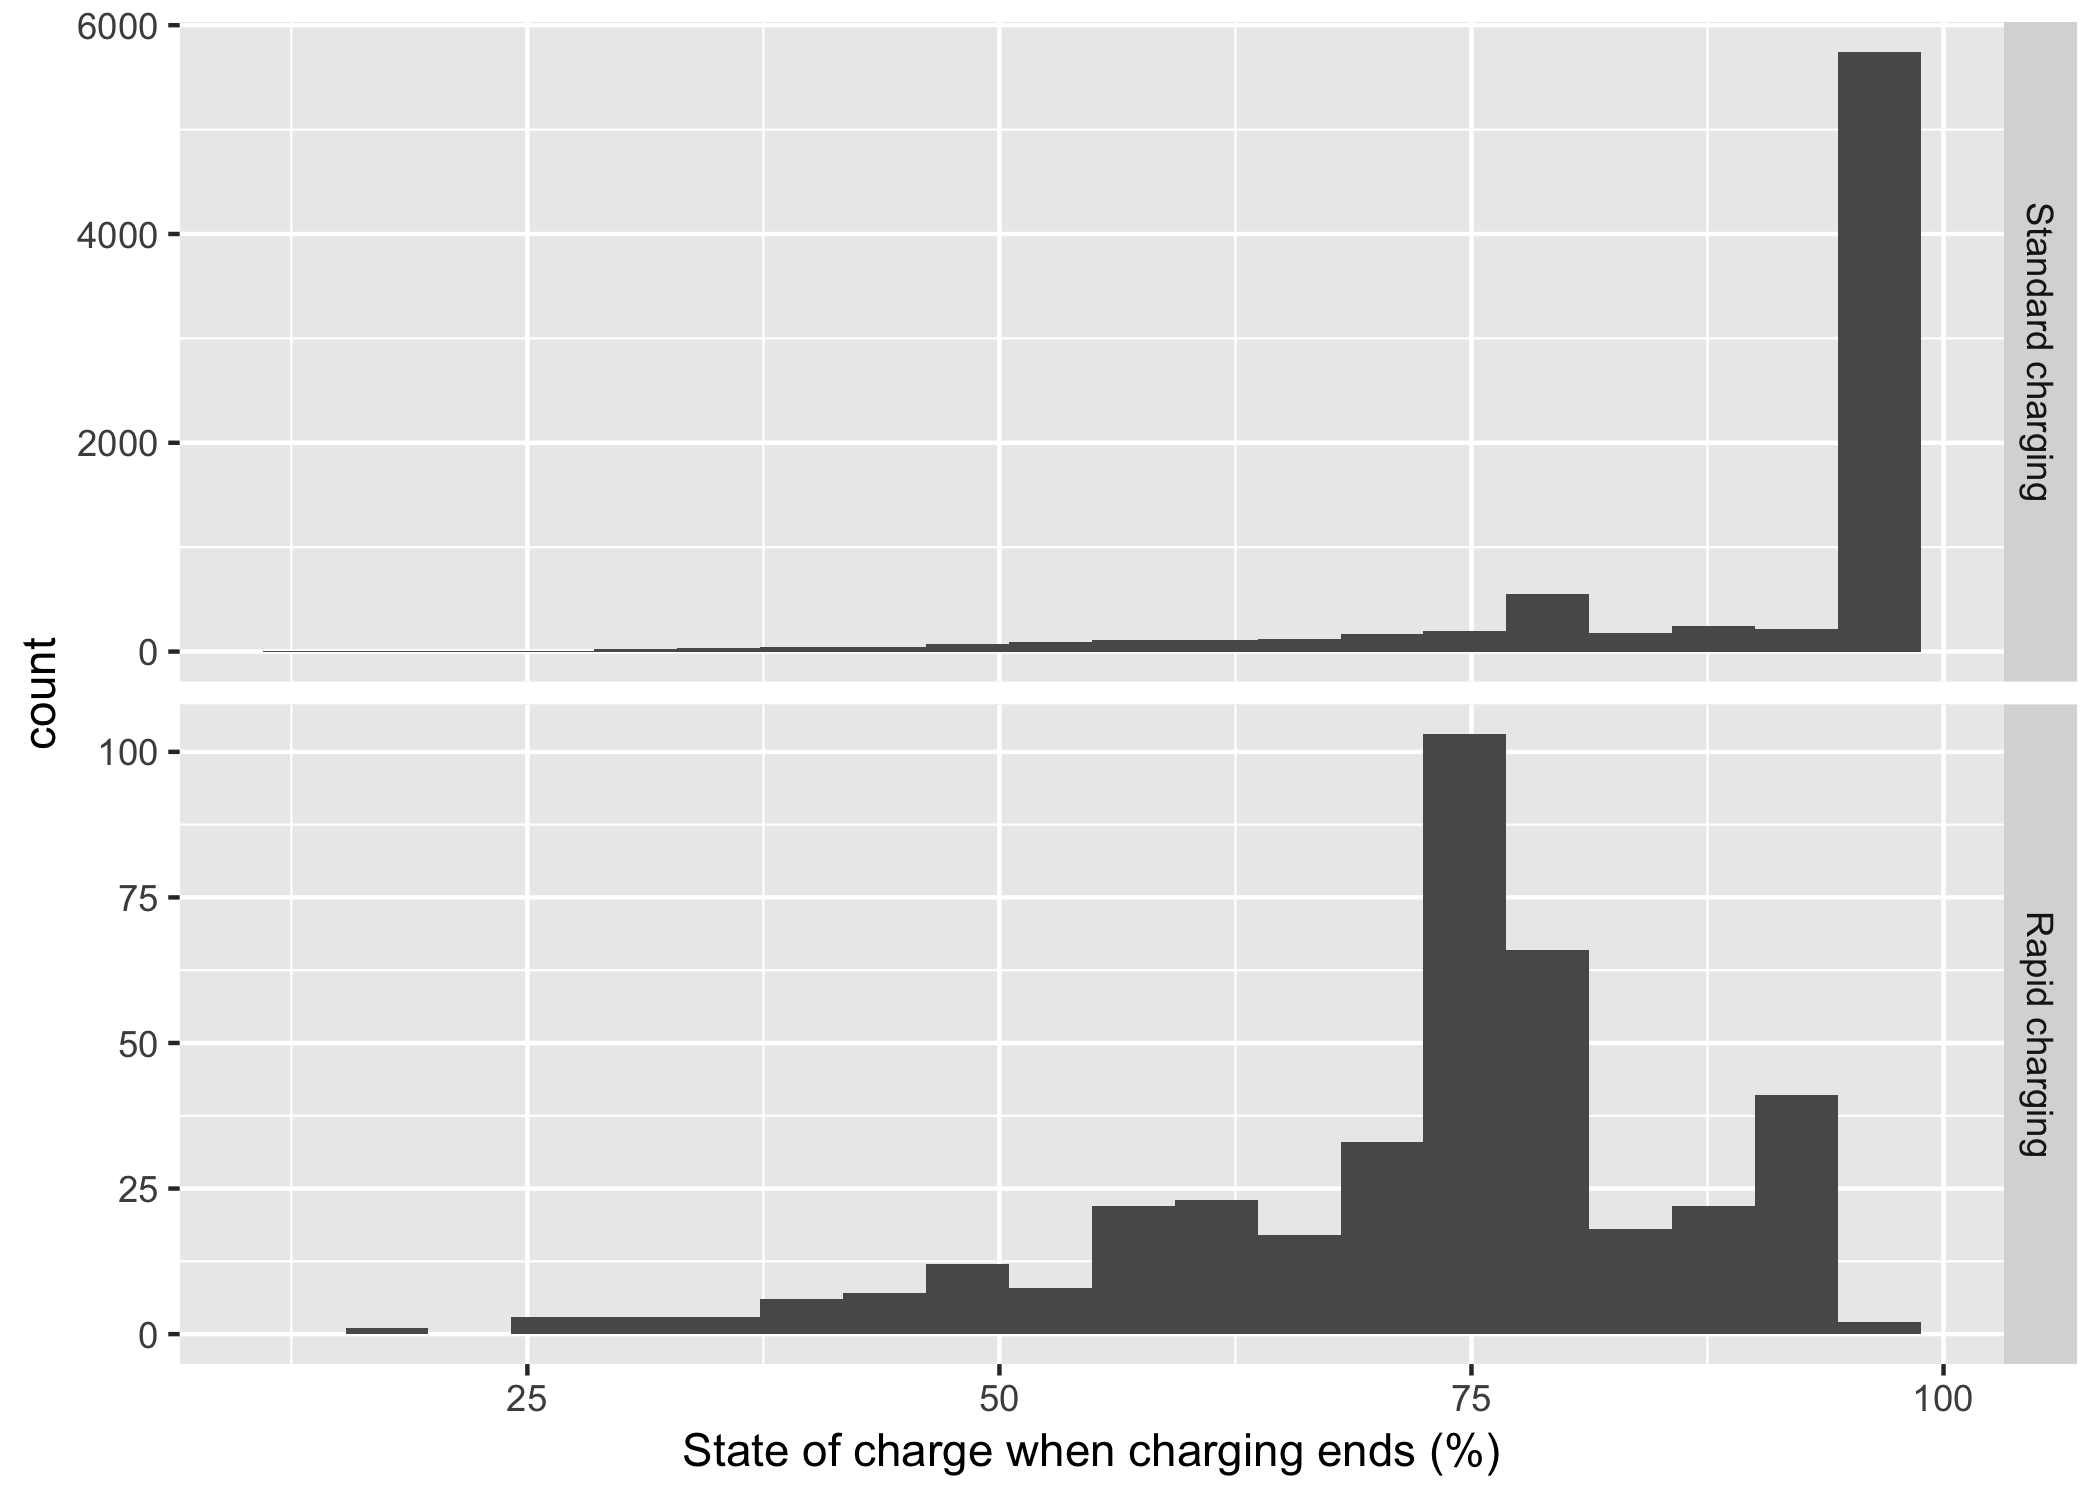 6000
4000
2000
0
Standard charging
count
100
75
50
25
0
Rapid charging
25 50 75 100
State of charge when charging ends (%)